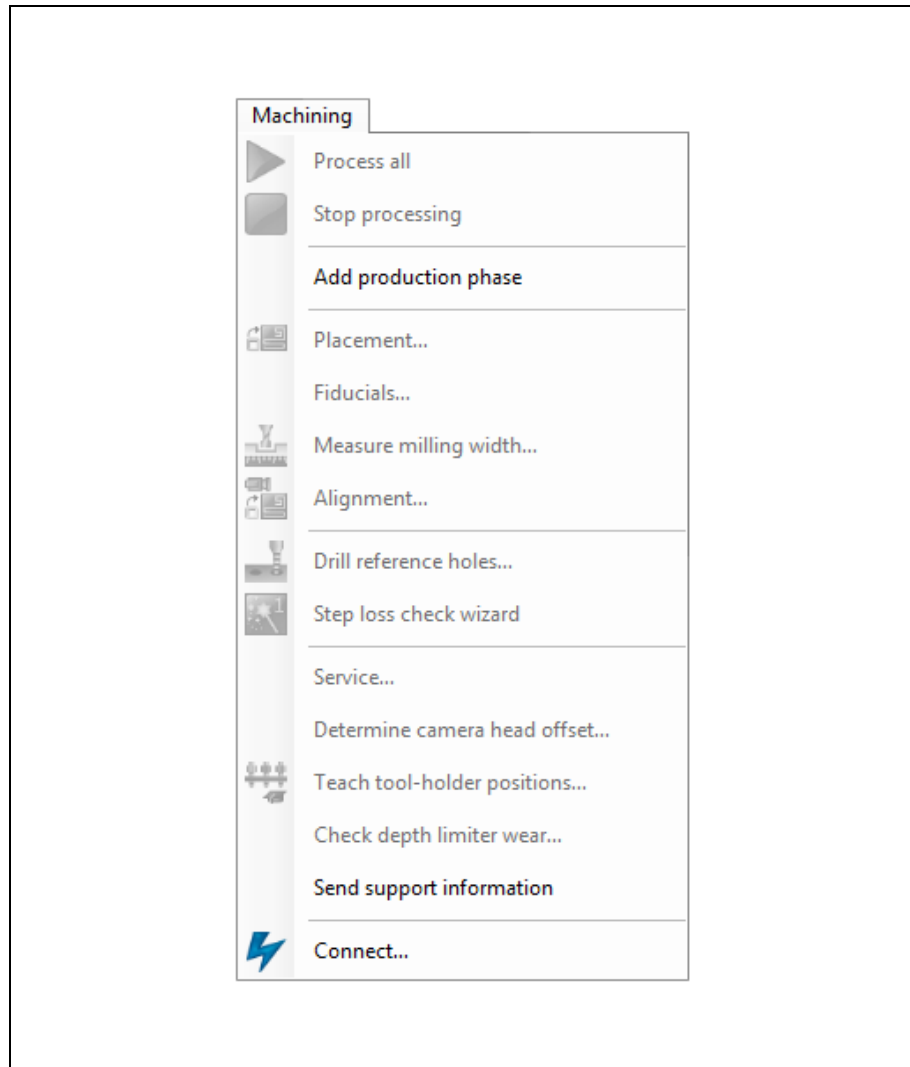 Machining
Process all
Stop processing
Add production phase
Placement...
Fiducials...
Measure milling width...
Alignment...
Drill reference holes...
Step loss check wizard
Service...
Determine camera head offset...
Teach tool-holder positions...
Check depth limiter wear...
Send support information
Connect...